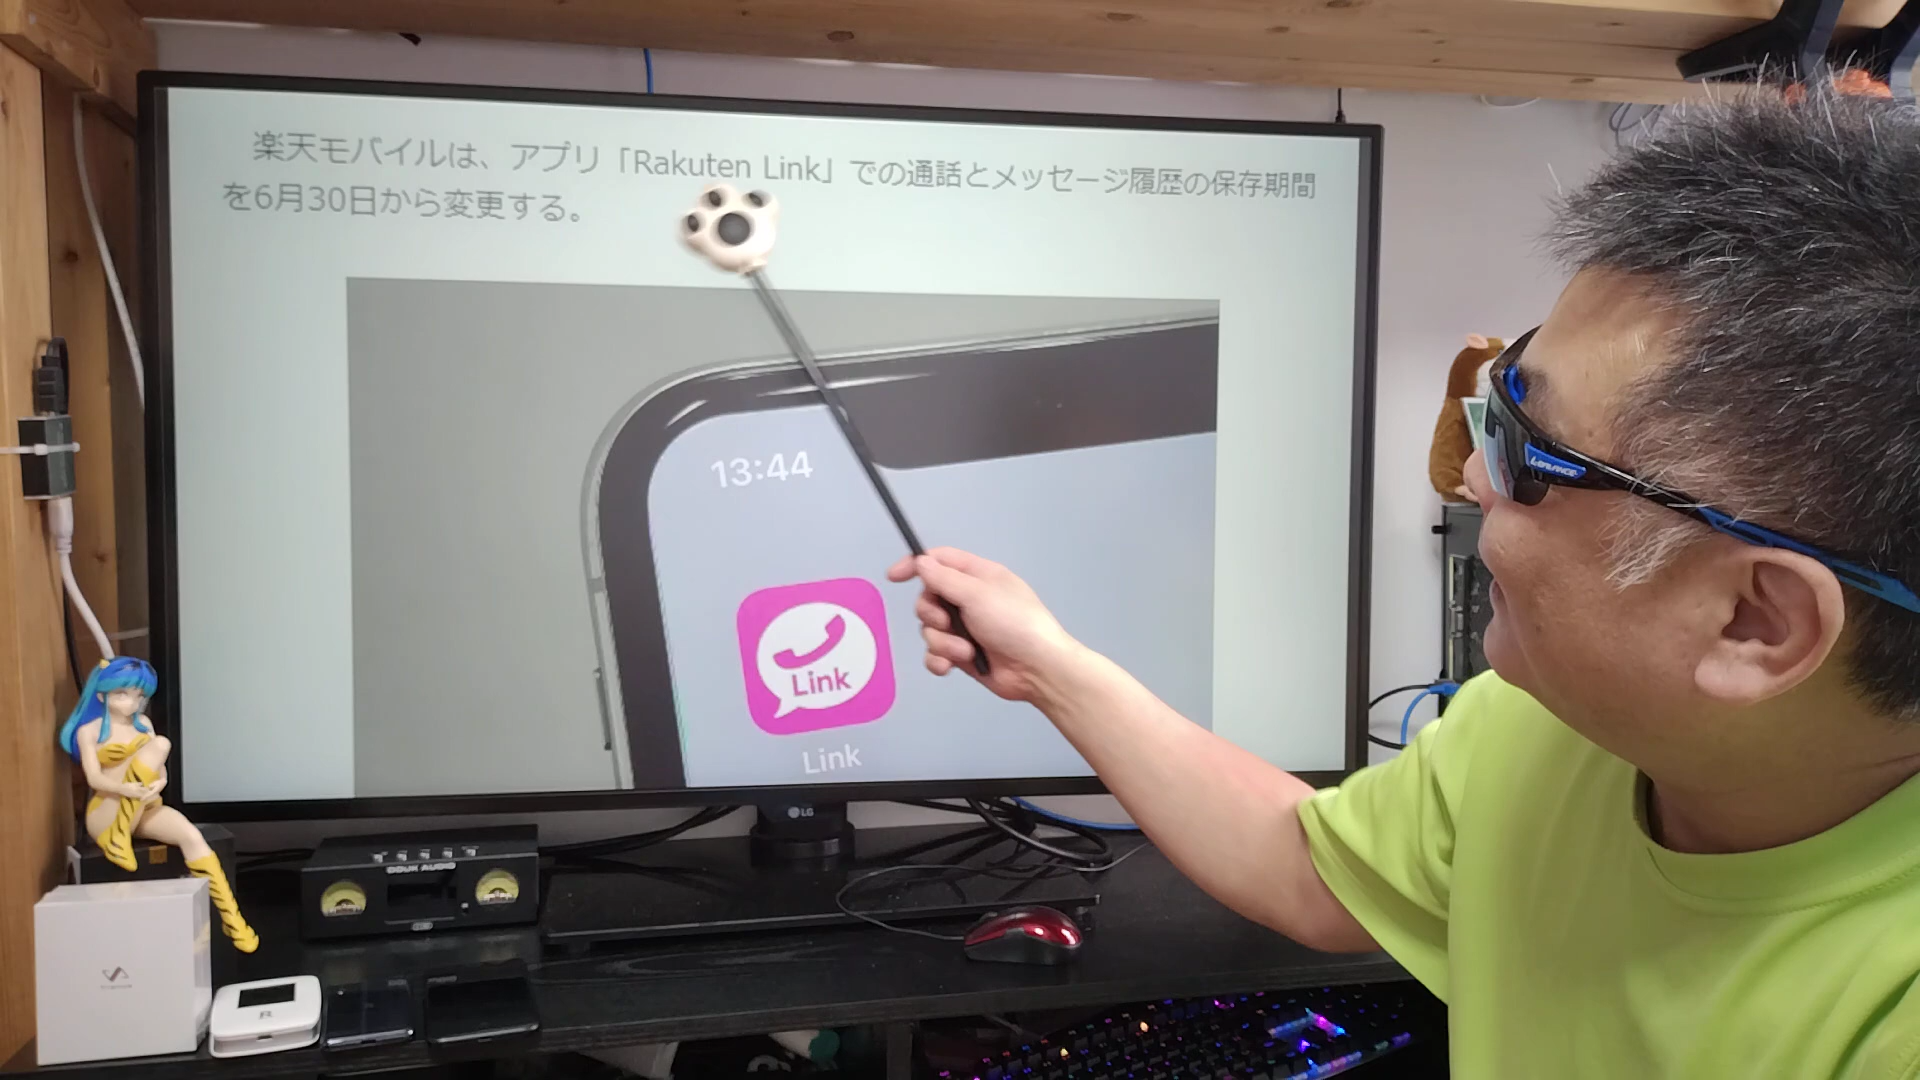 楽天モバイルは、アプリ「Rakuten Link」での通話とメッセージ履歴の保存期間
を6月30日から変更する。
13:44
Link
Link
LG
DOUK AUDIO
R